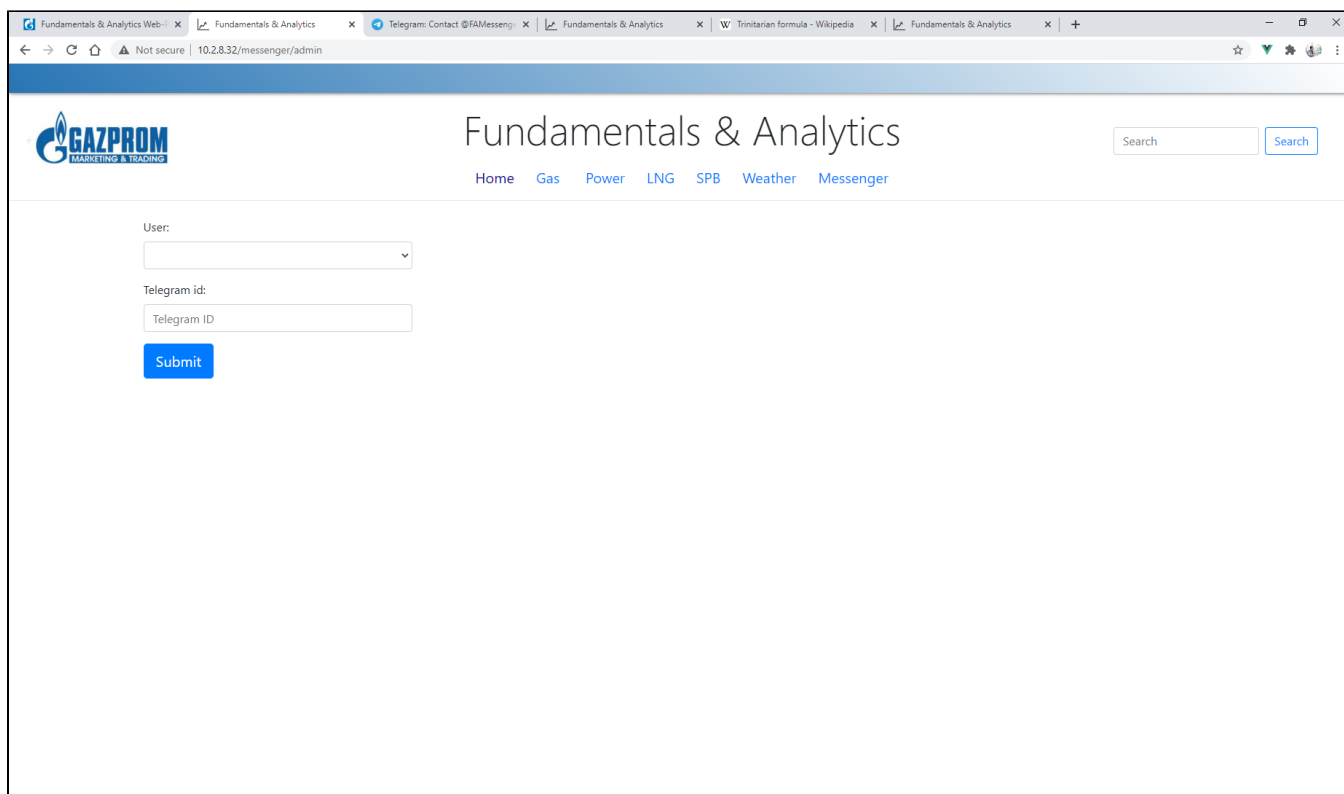 Fundamentals & Analytics Web-F
Fundamentals & Analytics
Telegram: Contact @FAMessenge
Fundamentals & Analytics
W Trinitarian formula - Wikipedia
Fundamentals & Analytics
Not secure | 10.2.8.32/messenger/admin
GAZPROM
MARKETING & TRADING
Fundamentals & Analytics
Search
Search
Home Gas Power LNG SPB Weather Messenger
User:
Telegram id:
Telegram ID
Submit